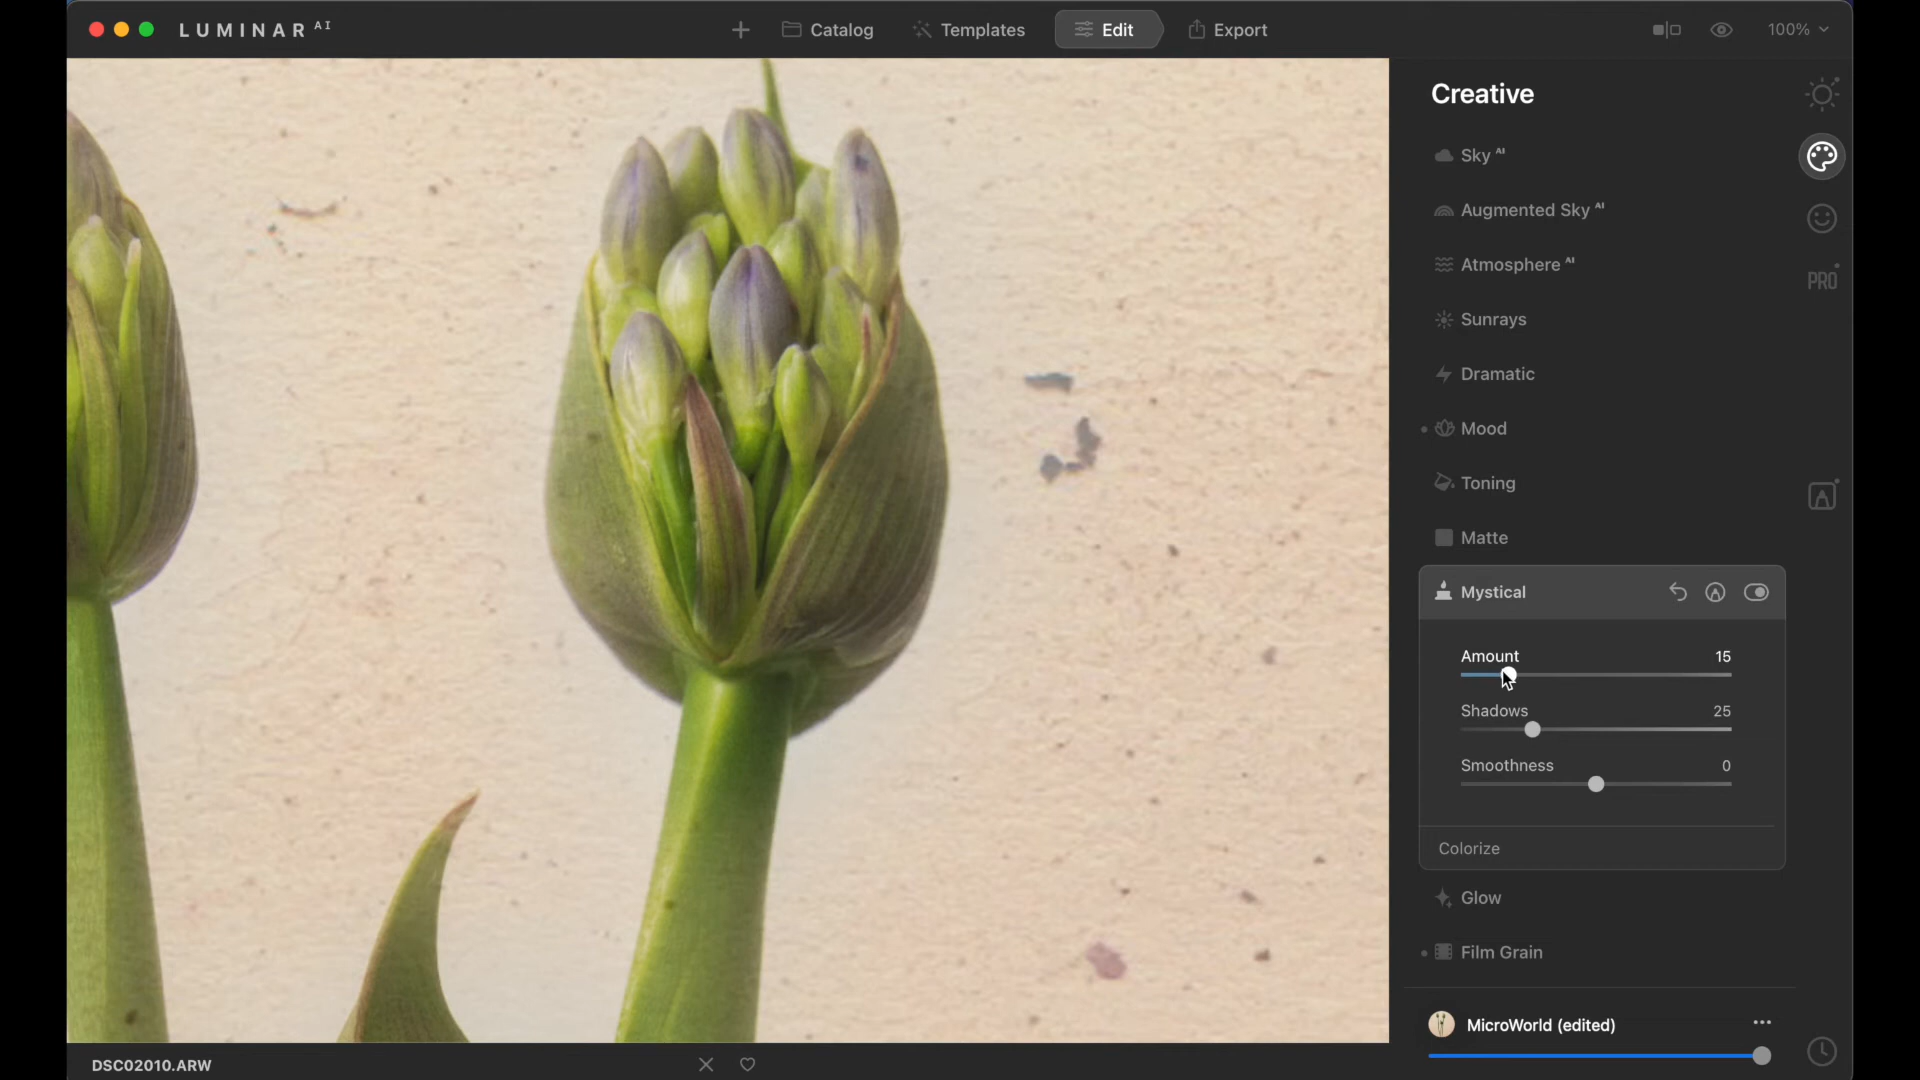 LUMINAR AI
Catalog
Templates
Edit
Export
100%
Creative
Sky AI
Augmented Sky AI
Atmosphere AI
Sunrays
Dramatic
Mood
Toning
Matte
Mystical
Amount 15
Shadows 25
Smoothness 0
Colorize
Glow
Film Grain
MicroWorld (edited)
PRO
DSC02010.ARW